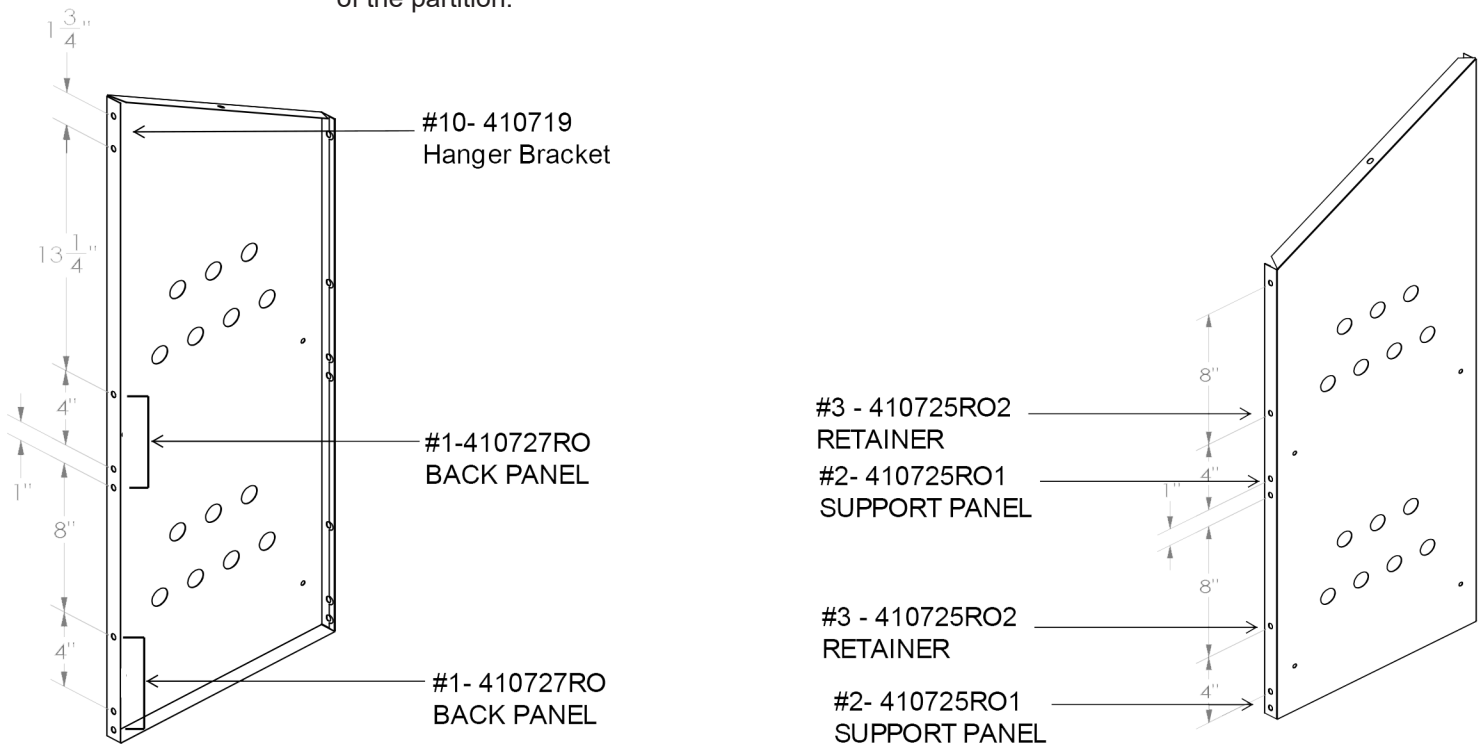 of the partition.
1 3/4"
13 1/4"
4"
1"
8"
4"
#10- 410719
Hanger Bracket
#1-410727RO
BACK PANEL
#1- 410727RO
BACK PANEL
#3 - 410725RO2
RETAINER
#2- 410725RO1
SUPPORT PANEL
#3 - 410725RO2
RETAINER
#2- 410725RO1
SUPPORT PANEL
8"
4"
1"
8"
4"